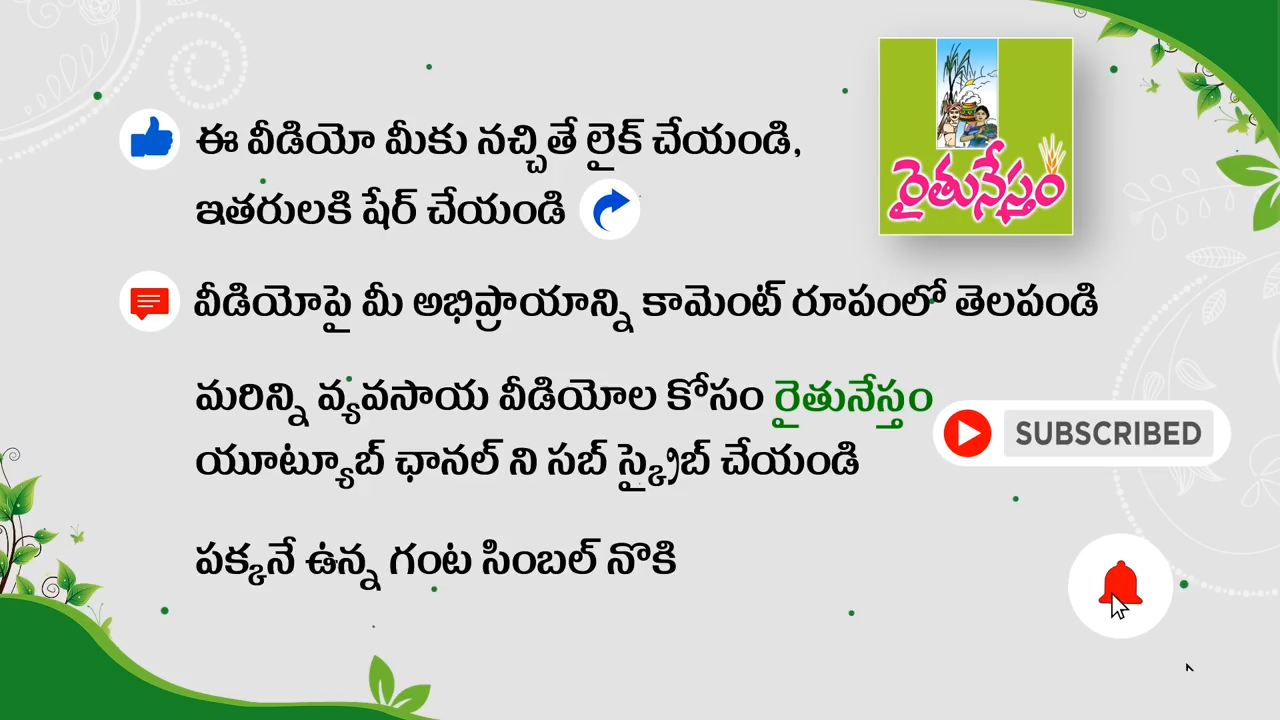 ఈ వీడియో మీకు నచ్చితే లైక్ చేయండి,
ఇతరులకి షేర్ చేయండి
రైతునేస్తం
వీడియోపై మీ అభిప్రాయాన్ని కామెంట్ రూపంలో తెలపండి
మరిన్ని వ్యవసాయ వీడియోల కోసం రైతునేస్తం
యూట్యూబ్ ఛానల్ ని సబ్ స్క్రైబ్ చేయండి
SUBSCRIBED
పక్కనే ఉన్న గంట సింబల్ నొకి